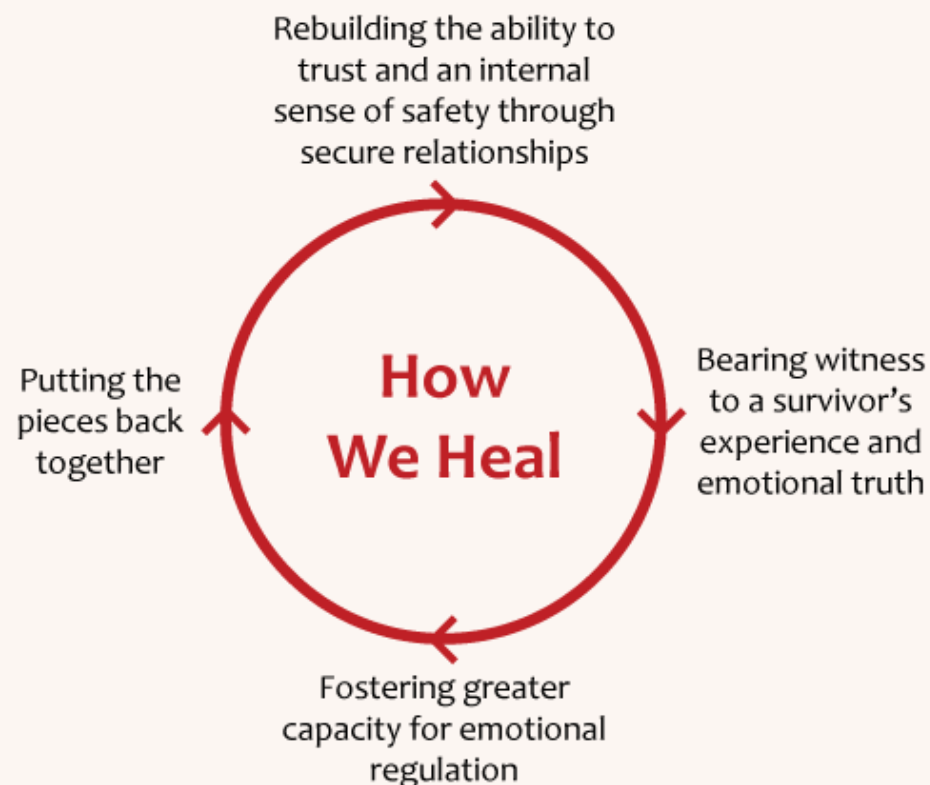 Rebuilding the ability to
trust and an internal
sense of safety through
secure relationships
How
We Heal
Bearing witness
to a survivor’s
experience and
emotional truth
Fostering greater
capacity for emotional
regulation
Putting the
pieces back
together